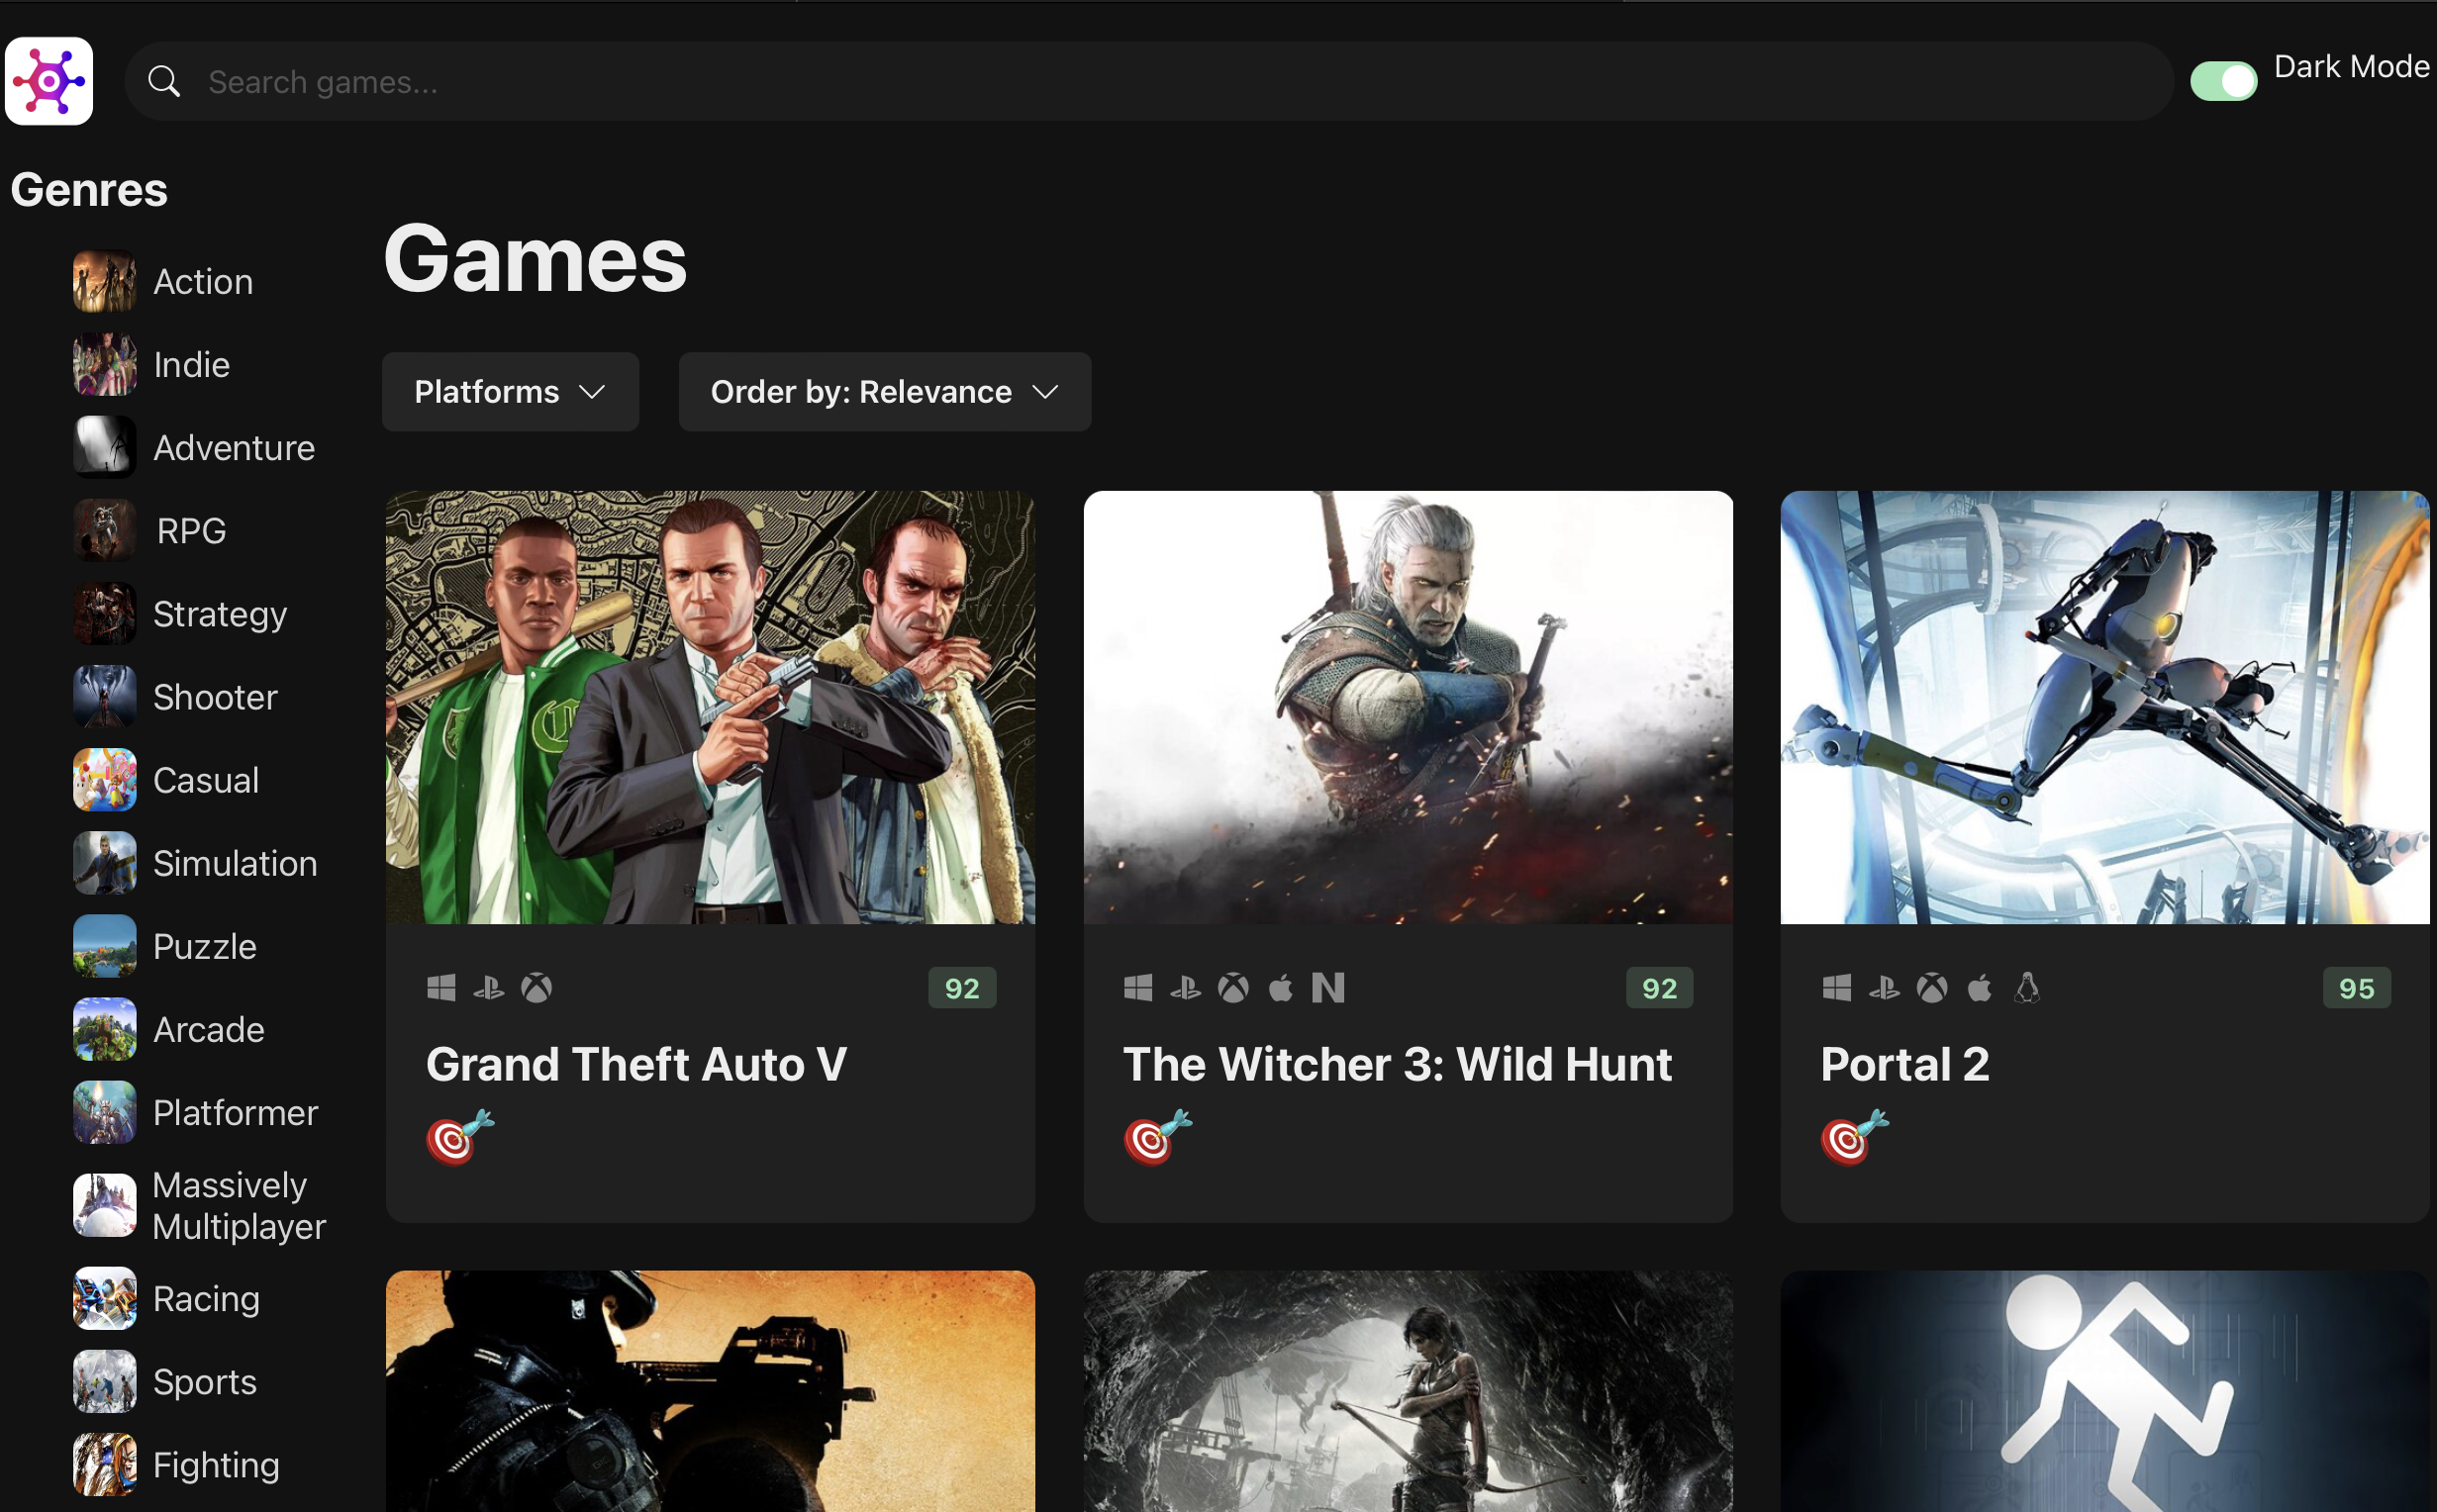 Search games...
Dark Mode
Genres
Action
Indie
Adventure
RPG
Strategy
Shooter
Casual
Simulation
Puzzle
Arcade
Platformer
Massively
Multiplayer
Racing
Sports
Fighting
Games
Platforms
Order by: Relevance
92
Grand Theft Auto V
92
The Witcher 3: Wild Hunt
95
Portal 2